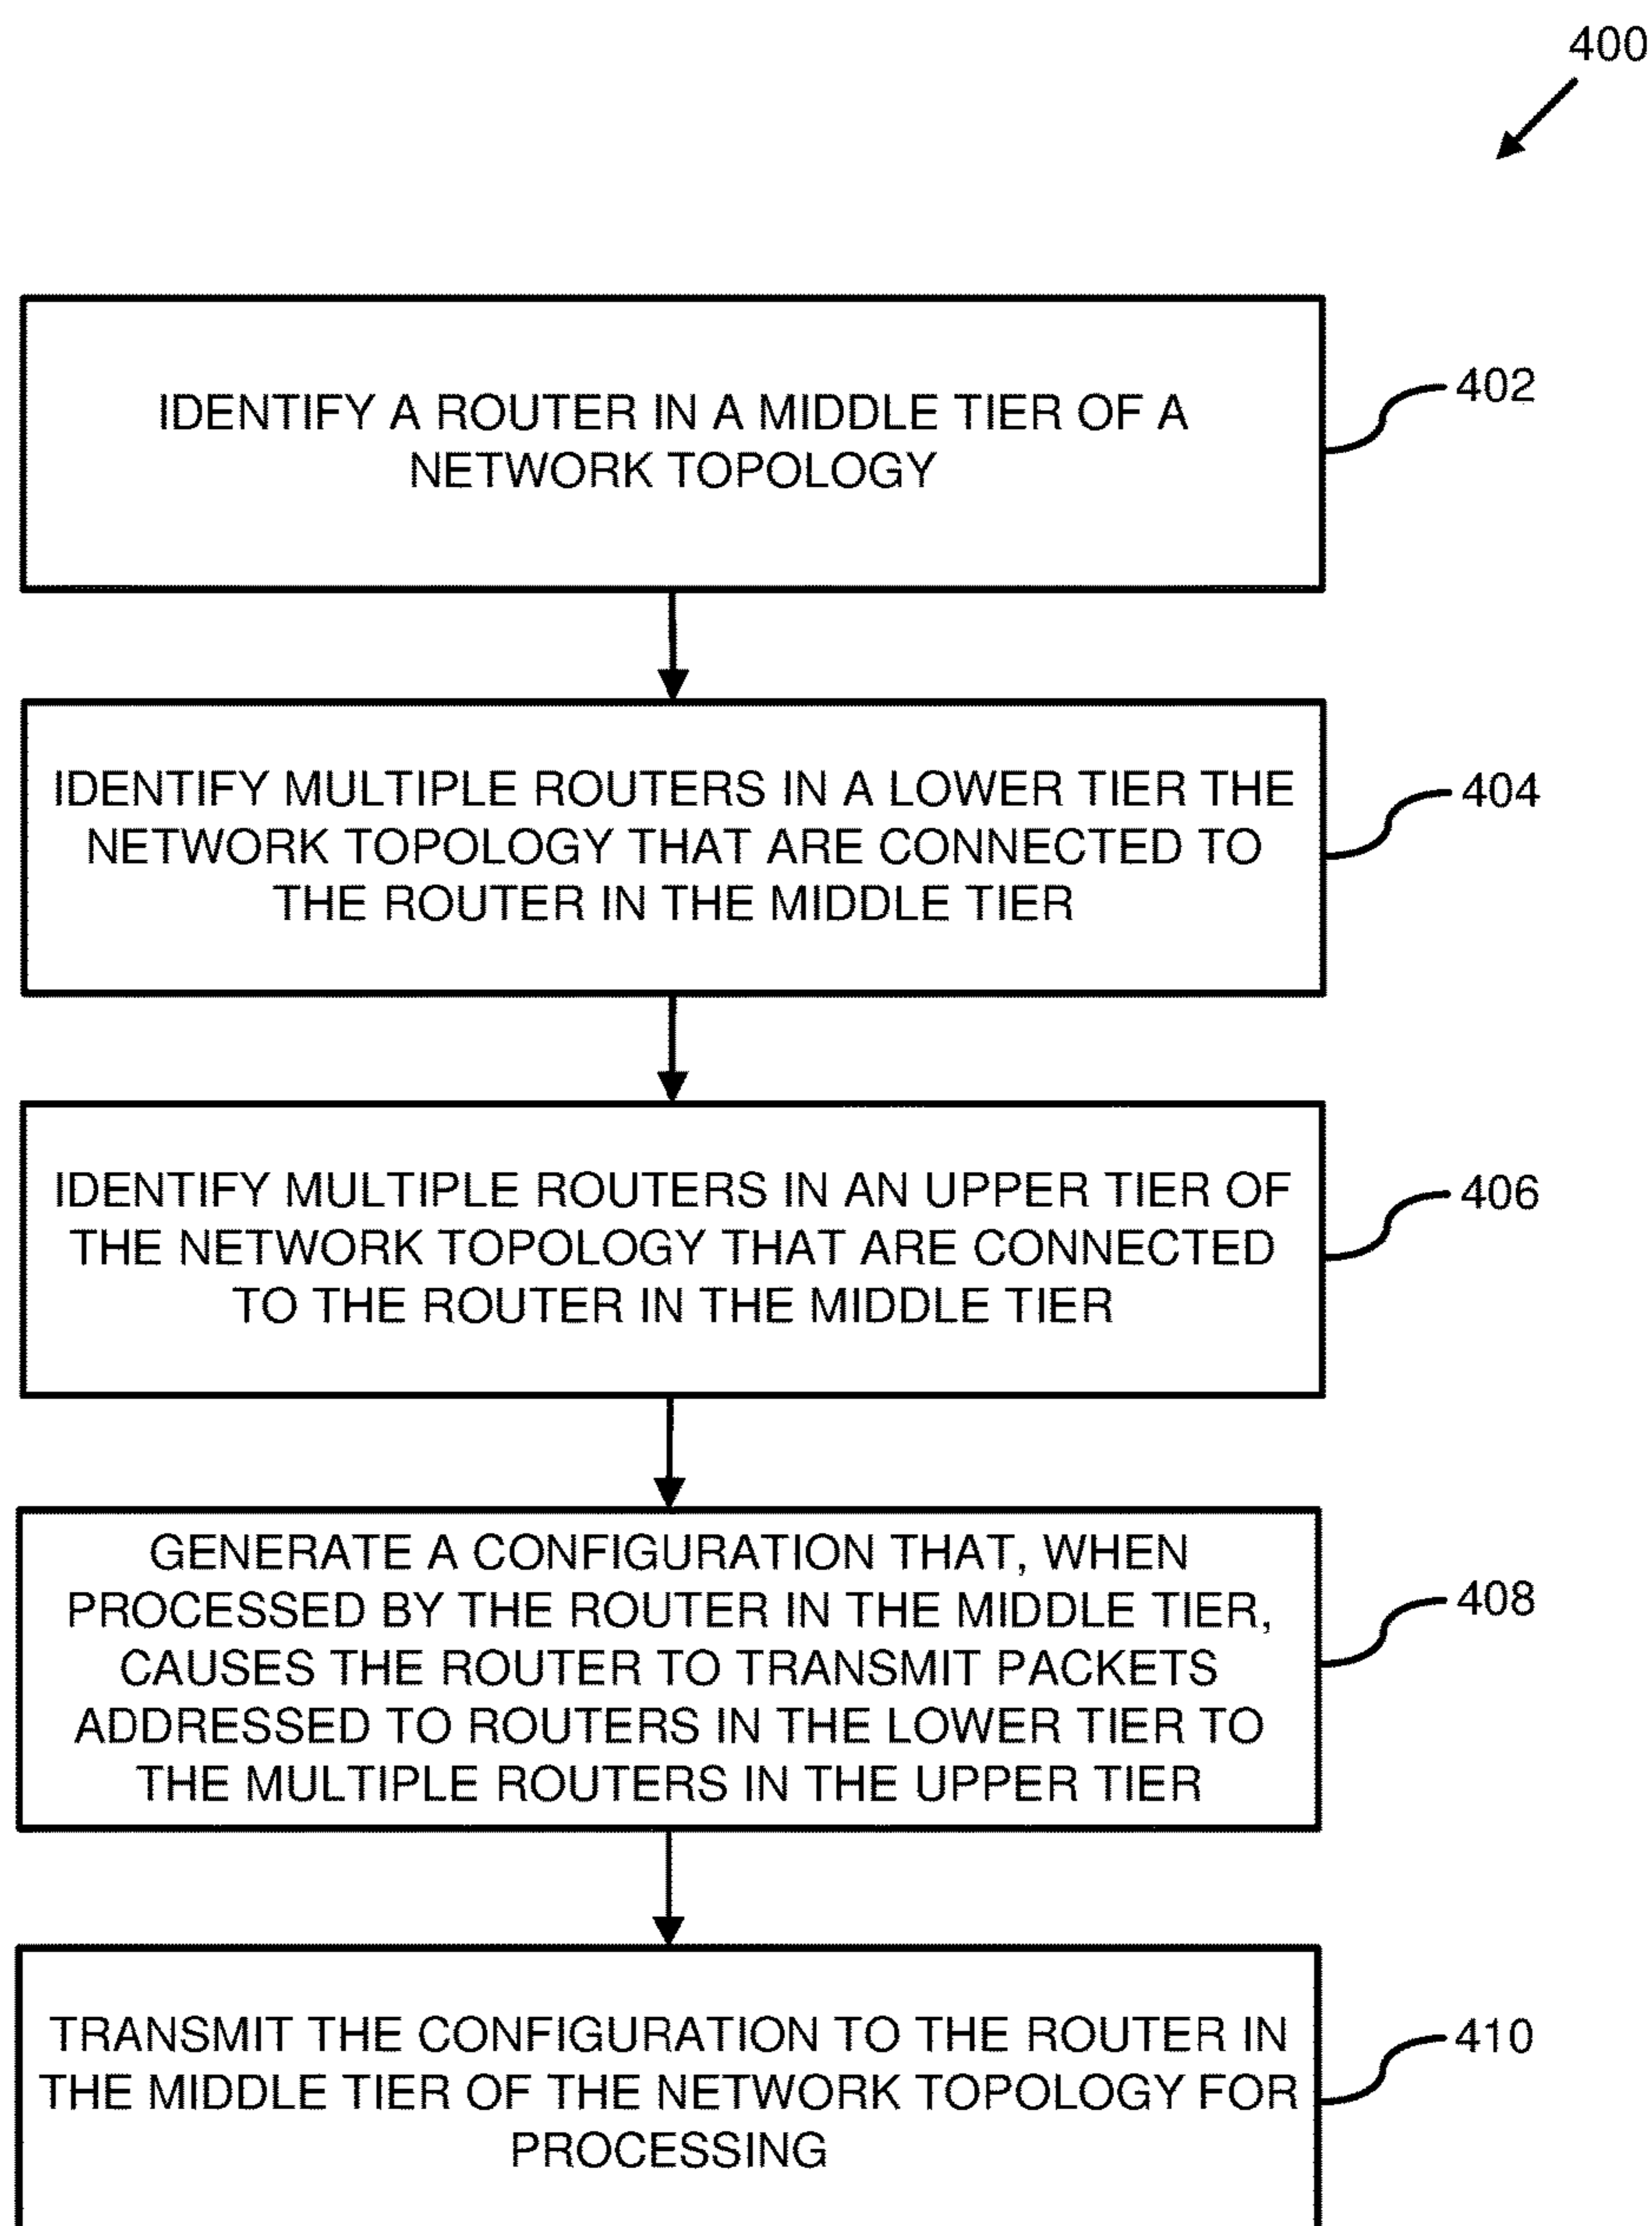 400
IDENTIFY A ROUTER IN A MIDDLE TIER OF A
NETWORK TOPOLOGY
402
IDENTIFY MULTIPLE ROUTERS IN A LOWER TIER THE
NETWORK TOPOLOGY THAT ARE CONNECTED TO
THE ROUTER IN THE MIDDLE TIER
404
IDENTIFY MULTIPLE ROUTERS IN AN UPPER TIER OF
THE NETWORK TOPOLOGY THAT ARE CONNECTED
TO THE ROUTER IN THE MIDDLE TIER
406
GENERATE A CONFIGURATION THAT, WHEN
PROCESSED BY THE ROUTER IN THE MIDDLE TIER,
CAUSES THE ROUTER TO TRANSMIT PACKETS
ADDRESSED TO ROUTERS IN THE LOWER TIER TO
THE MULTIPLE ROUTERS IN THE UPPER TIER
408
TRANSMIT THE CONFIGURATION TO THE ROUTER IN
THE MIDDLE TIER OF THE NETWORK TOPOLOGY FOR
PROCESSING
410